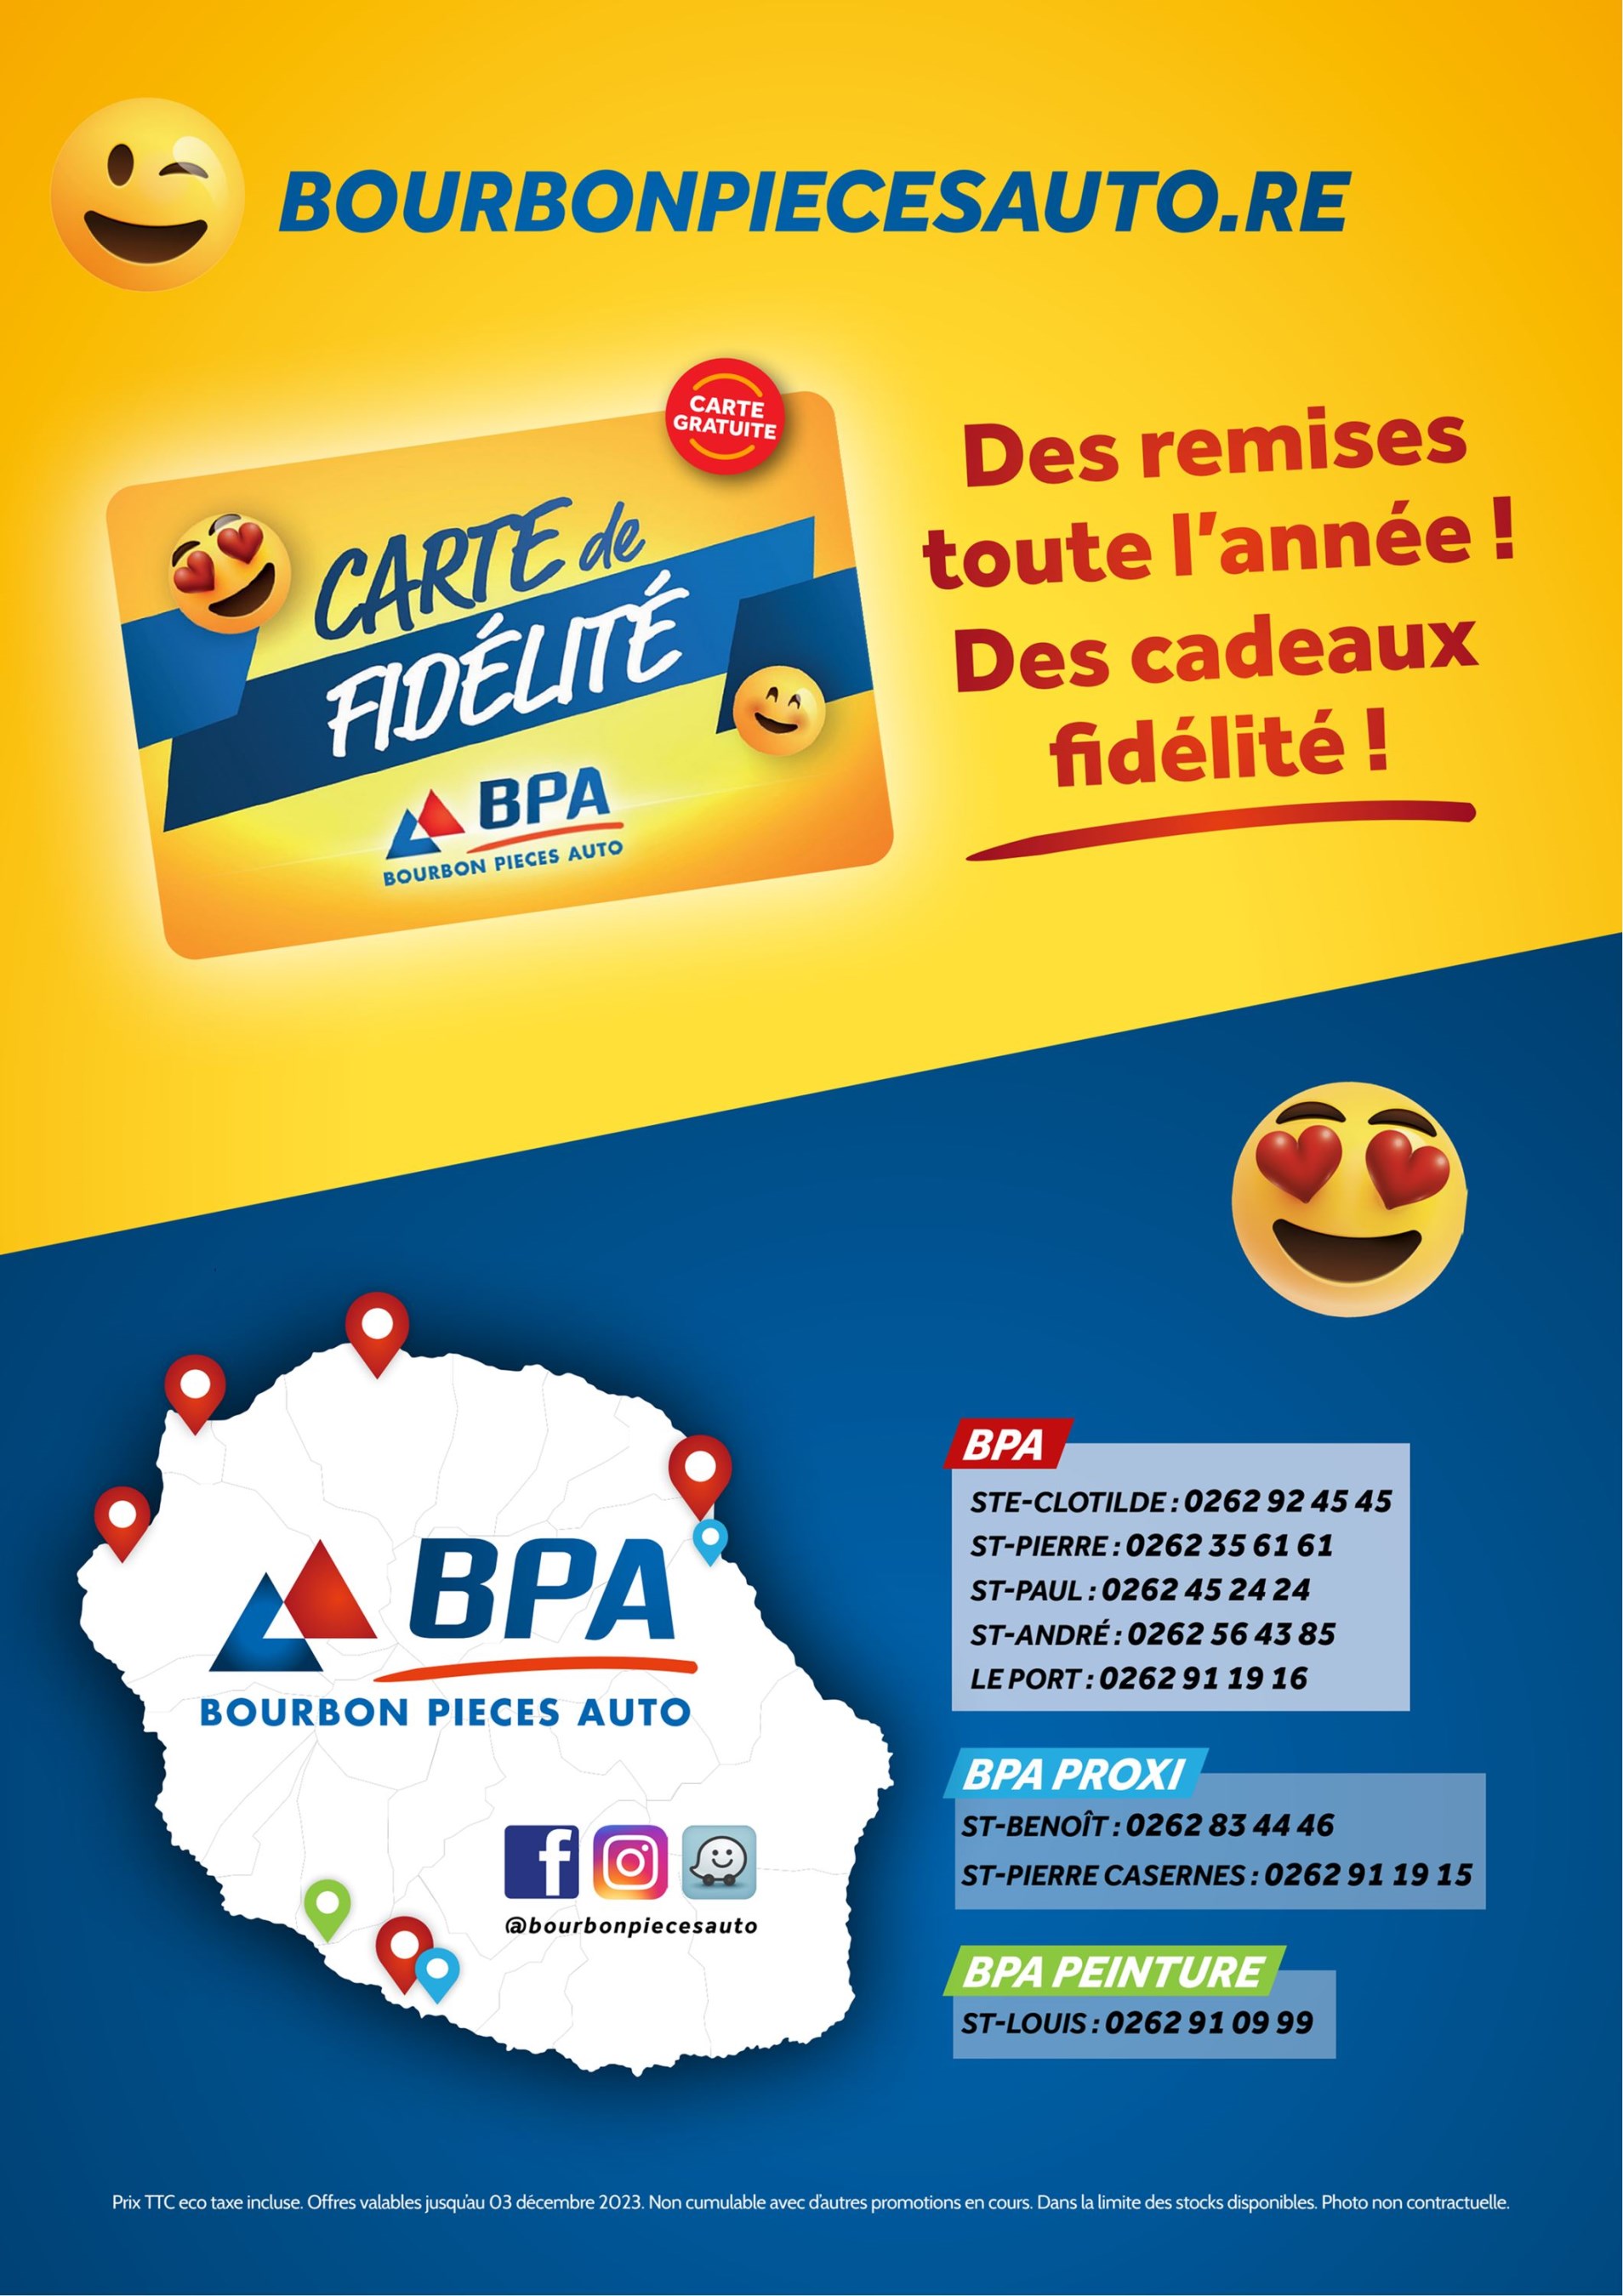 BOURBONPIECESAUTO.RE
CARTE
GRATUITE
CARTE de
FIDÉLITÉ
BPA
BOURBON PIECES AUTO
Des remises
toute l'année !
Des cadeaux
fidélité !
BPA
BOURBON PIECES AUTO
@bourbonpiecesauto
BPA
STE-CLOTILDE : 0262 92 45 45
ST-PIERRE : 0262 35 61 61
ST-PAUL : 0262 45 24 24
ST-ANDRÉ : 0262 56 43 85
LE PORT : 0262 91 19 16
BPA PROXI
ST-BENOÎT : 0262 83 44 46
ST-PIERRE CASERNES : 0262 91 19 15
BPA PEINTURE
ST-LOUIS : 0262 91 09 99
Prix TTC eco taxe incluse. Offres valables jusqu'au 03 décembre 2023. Non cumulable avec d'autres promotions en cours. Dans la limite des stocks disponibles. Photo non contractuelle.